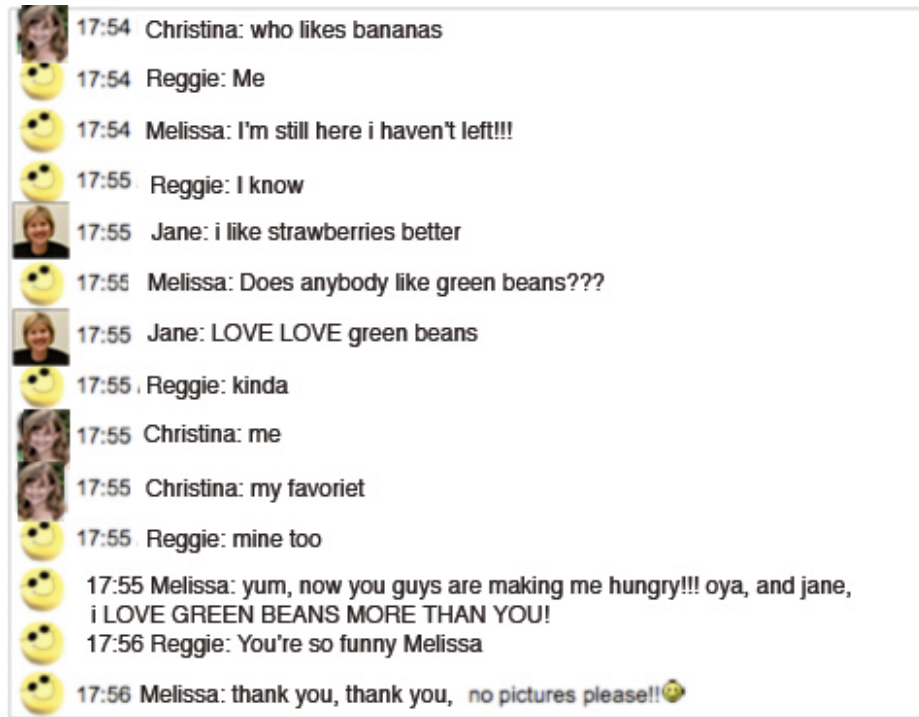 17:54 Christina: who likes bananas
17:54 Reggie: Me
17:54 Melissa: I'm still here i haven't left!!!
17:55 Reggie: I know
17:55 Jane: i like strawberries better
17:55 Melissa: Does anybody like green beans???
17:55 Jane: LOVE LOVE green beans
17:55 Reggie: kinda
17:55 Christina: me
17:55 Christina: my favoriet
17:55 Reggie: mine too
17:55 Melissa: yum, now you guys are making me hungry!!! oya, and jane,
i LOVE GREEN BEANS MORE THAN YOU!
17:56 Reggie: You're so funny Melissa
17:56 Melissa: thank you, thank you, no pictures please!!